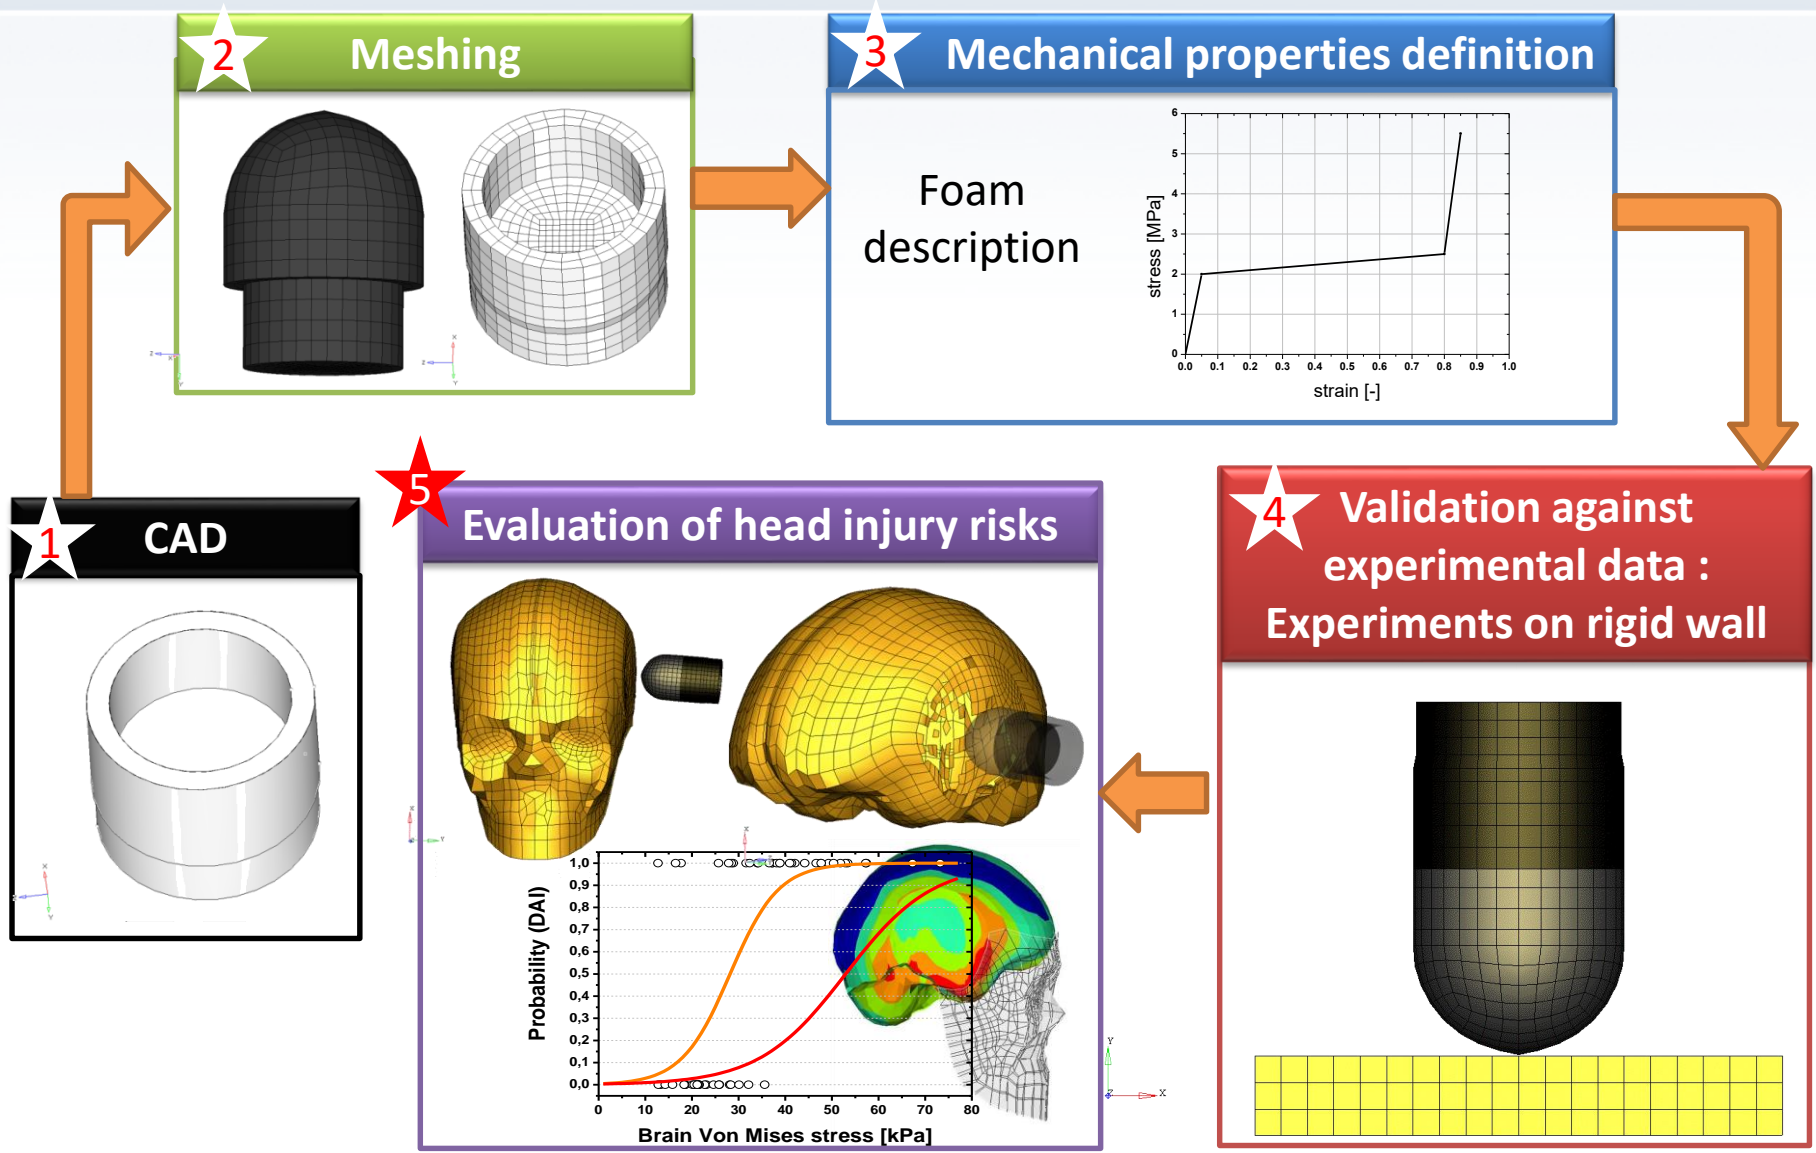 2
Meshing
3
Mechanical properties definition
Foam
description
stress [MPa]
6
5
4
3
2
1
0
0.0 0.1 0.2 0.3 0.4 0.5 0.6 0.7 0.8 0.9 1.0
strain [-]
1
CAD
5
Evaluation of head injury risks
4
Validation against
experimental data :
Experiments on rigid wall
Probability (DAI)
1,0
0,9
0,8
0,7
0,6
0,5
0,4
0,3
0,2
0,1
0,0
0 10 20 30 40 50 60 70 80
Brain Von Mises stress [kPa]
Y
Z
X